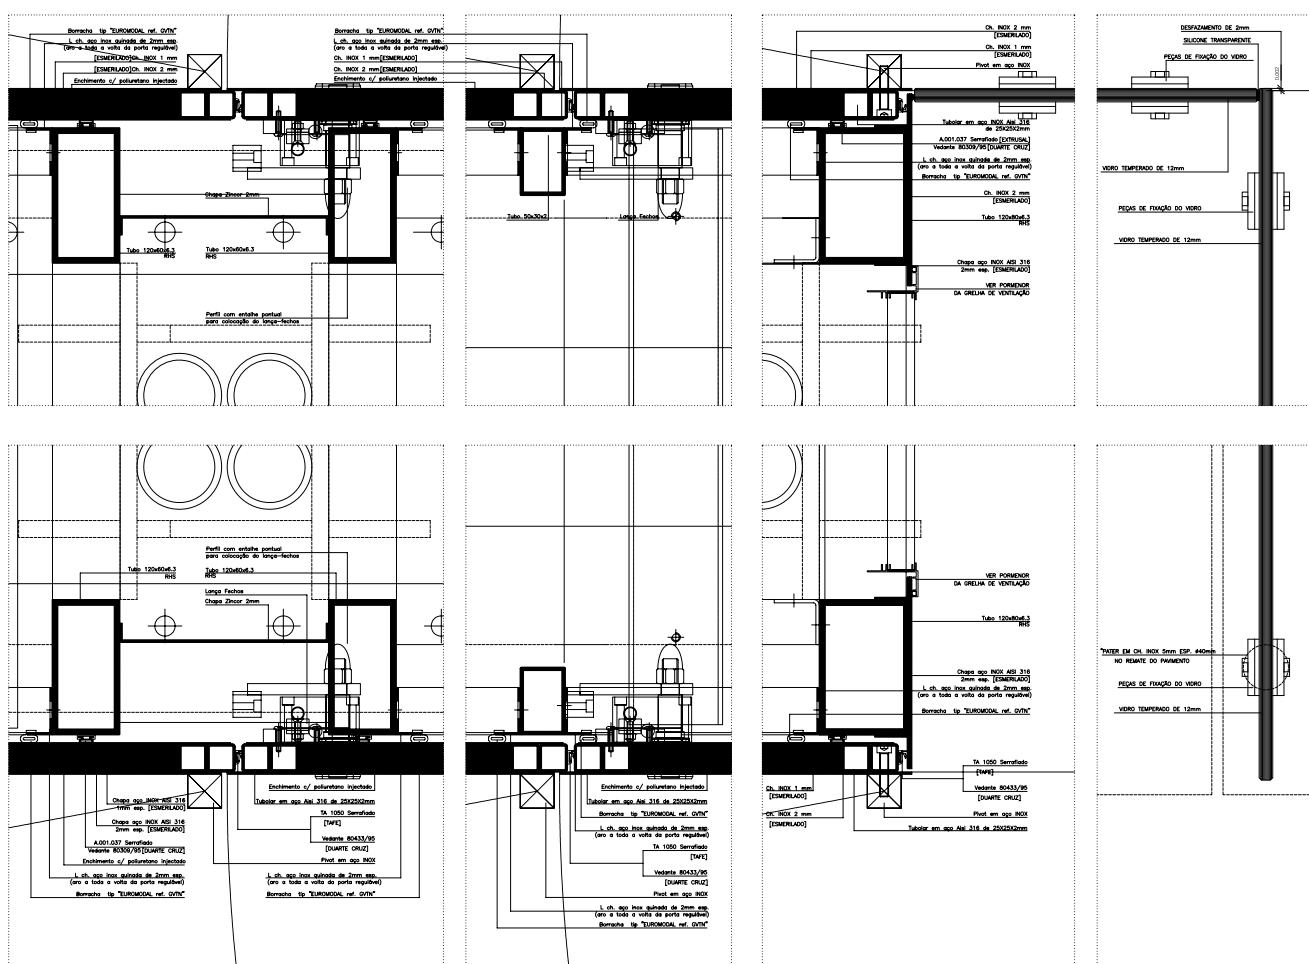 Borracha tip "EUROMODAL ref. GVTN"
L ch. aço inox quinada de 2mm esp.
(aro a toda a volta da porta regulável)
[ESMERILADO]Ch. INOX 1 mm
[ESMERILADO]Ch. INOX 2 mm
Enchimento c/ poliuretano injectado
Chapa Zincor 2mm
Tubo 120x60x6.3
RHS
Tubo 120x60x6.3
RHS
Perfil com entalhe pontual
para colocação do lança-fechos
Borracha tip "EUROMODAL ref. GVTN"
L ch. aço inox quinada de 2mm esp.
(aro a toda a volta da porta regulável)
Ch. INOX 1 mm[ESMERILADO]
Ch. INOX 2 mm[ESMERILADO]
Enchimento c/ poliuretano injectado
Tubo 50x30x2
Lança Fechos
Ch. INOX 2 mm
[ESMERILADO]
Ch. INOX 1 mm
[ESMERILADO]
Pivot em aço INOX
Tubolar em aço INOX Aisi 316
de 25X25X2mm
A.001.037 Serrafiado[EXTRUSAL]
Vedante 80309/95[DUARTE CRUZ]
L ch. aço inox quinada de 2mm esp.
(aro a toda a volta da porta regulável)
Borracha tip "EUROMODAL ref. GVTN"
Ch. INOX 2 mm
[ESMERILADO]
Tubo 120x80x6.3
RHS
Chapa aço INOX AISI 316
2mm esp. [ESMERILADO]
VER PORMENOR
DA GRELHA DE VENTILAÇÃO
DESFAZAMENTO DE 2mm
SILICONE TRANSPARENTE
PEÇAS DE FIXAÇÃO DO VIDRO
0.002
VIDRO TEMPERADO DE 12mm
PEÇAS DE FIXAÇÃO DO VIDRO
VIDRO TEMPERADO DE 12mm
Perfil com entalhe pontual
para colocação do lança-fechos
Tubo 120x60x6.3
RHS
Tubo 120x60x6.3
RHS
Lança Fechos
Chapa Zincor 2mm
Chapa aço INOX AISI 316
1mm esp. [ESMERILADO]
Chapa aço INOX AISI 316
2mm esp. [ESMERILADO]
A.001.037 Serrafiado
Vedante 80309/95[DUARTE CRUZ]
Enchimento c/ poliuretano injectado
L ch. aço inox quinada de 2mm esp.
(aro a toda a volta da porta regulável)
Borracha tip "EUROMODAL ref. GVTN"
Enchimento c/ poliuretano injectado
Tubolar em aço Aisi 316 de 25X25X2mm
TA 1050 Serrafiado
[TAFE]
Vedante 80433/95
[DUARTE CRUZ]
Pivot em aço INOX
L ch. aço inox quinada de 2mm esp.
(aro a toda a volta da porta regulável)
Borracha tip "EUROMODAL ref. GVTN"
Enchimento c/ poliuretano injectado
Tubolar em aço Aisi 316 de 25X25X2mm
Borracha tip "EUROMODAL ref. GVTN"
L ch. aço inox quinada de 2mm esp.
(aro a toda a volta da porta regulável)
TA 1050 Serrafiado
[TAFE]
Vedante 80433/95
[DUARTE CRUZ]
Pivot em aço INOX
L ch. aço inox quinada de 2mm esp.
(aro a toda a volta da porta regulável)
Borracha tip "EUROMODAL ref. GVTN"
VER PORMENOR
DA GRELHA DE VENTILAÇÃO
Tubo 120x80x6.3
RHS
Chapa aço INOX AISI 316
2mm esp. [ESMERILADO]
L ch. aço inox quinada de 2mm esp.
(aro a toda a volta da porta regulável)
Borracha tip "EUROMODAL ref. GVTN"
TA 1050 Serrafiado
[TAFE]
Vedante 80433/95
[DUARTE CRUZ]
Ch. INOX 1 mm
[ESMERILADO]
Ch. INOX 2 mm
[ESMERILADO]
Pivot em aço INOX
Tubolar em aço Aisi 316 de 25X25X2mm
"PATER EM CH. INOX 5mm ESP. ø40mm
NO REMATE DO PAVIMENTO
PEÇAS DE FIXAÇÃO DO VIDRO
VIDRO TEMPERADO DE 12mm